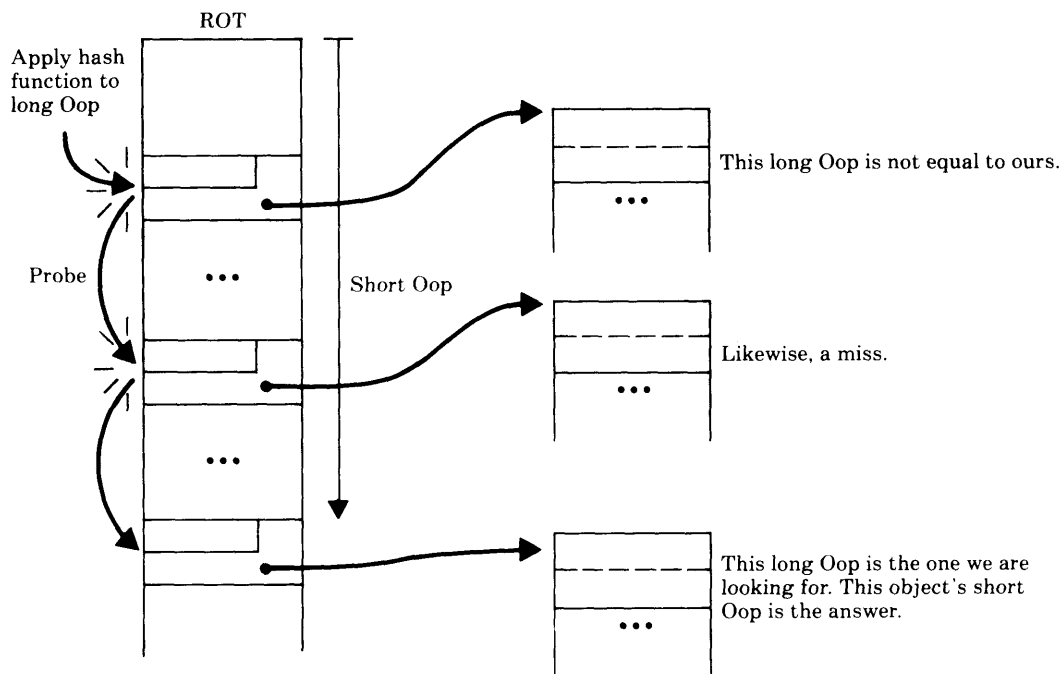 ROT
Apply hash
function to
long Oop
This long Oop is not equal to ours.
Probe
Short Oop
Likewise, a miss.
This long Oop is the one we are
looking for. This object's short
Oop is the answer.